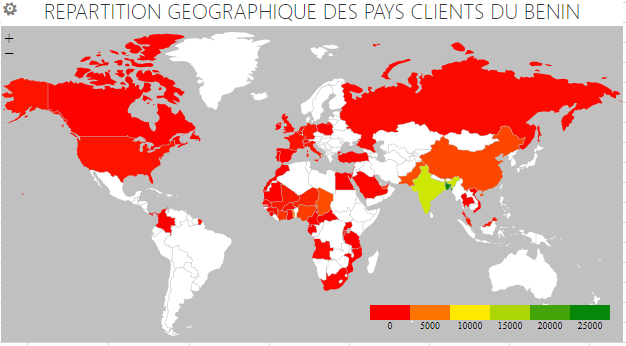 REPARTITION GEOGRAPHIQUE DES PAYS CLIENTS DU BENIN
+
−
0 5000 10000 15000 20000 25000